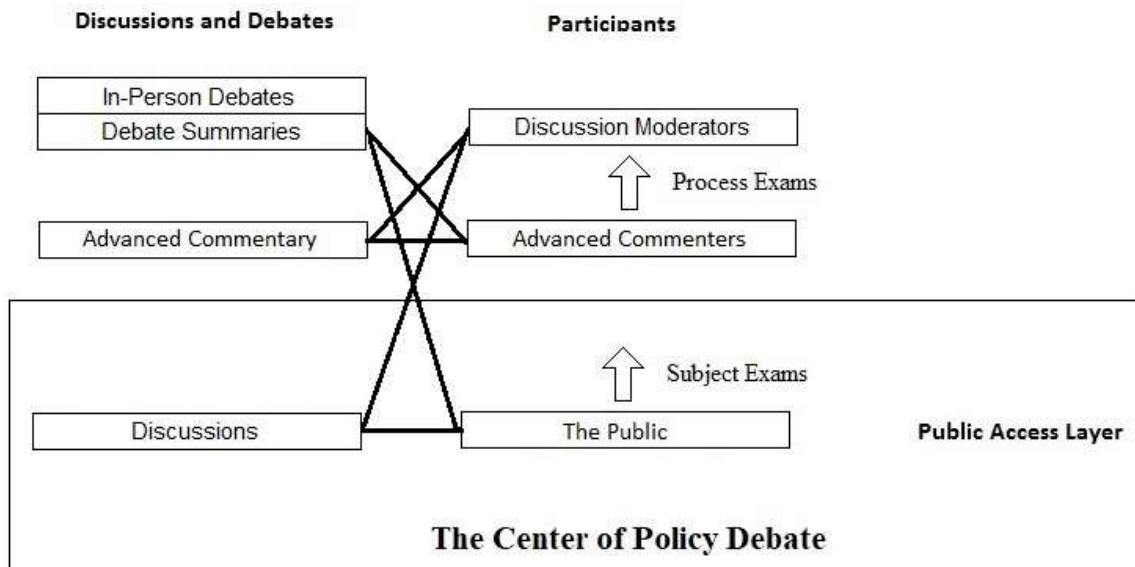 Discussions and Debates
Participants
In-Person Debates
Debate Summaries
Discussion Moderators
Process Exams
Advanced Commentary
Advanced Commenters
Subject Exams
Discussions
The Public
Public Access Layer
The Center of Policy Debate